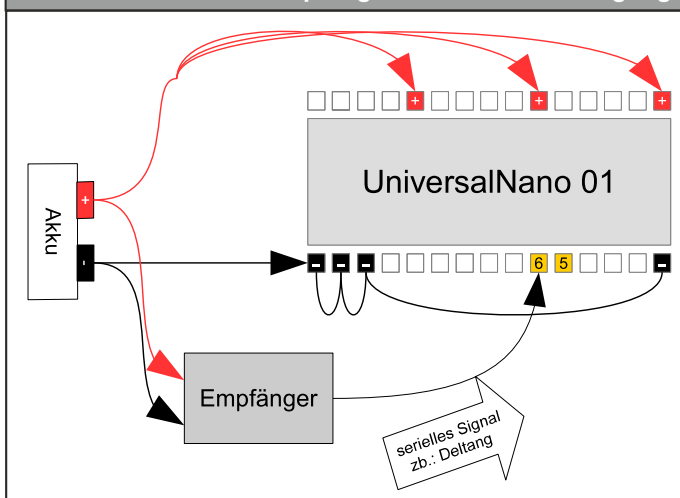 + + +
UniversalNano 01
Akku
+
-
- - - 6 5 -
Empfänger
serielles Signal
zb.: Deltang